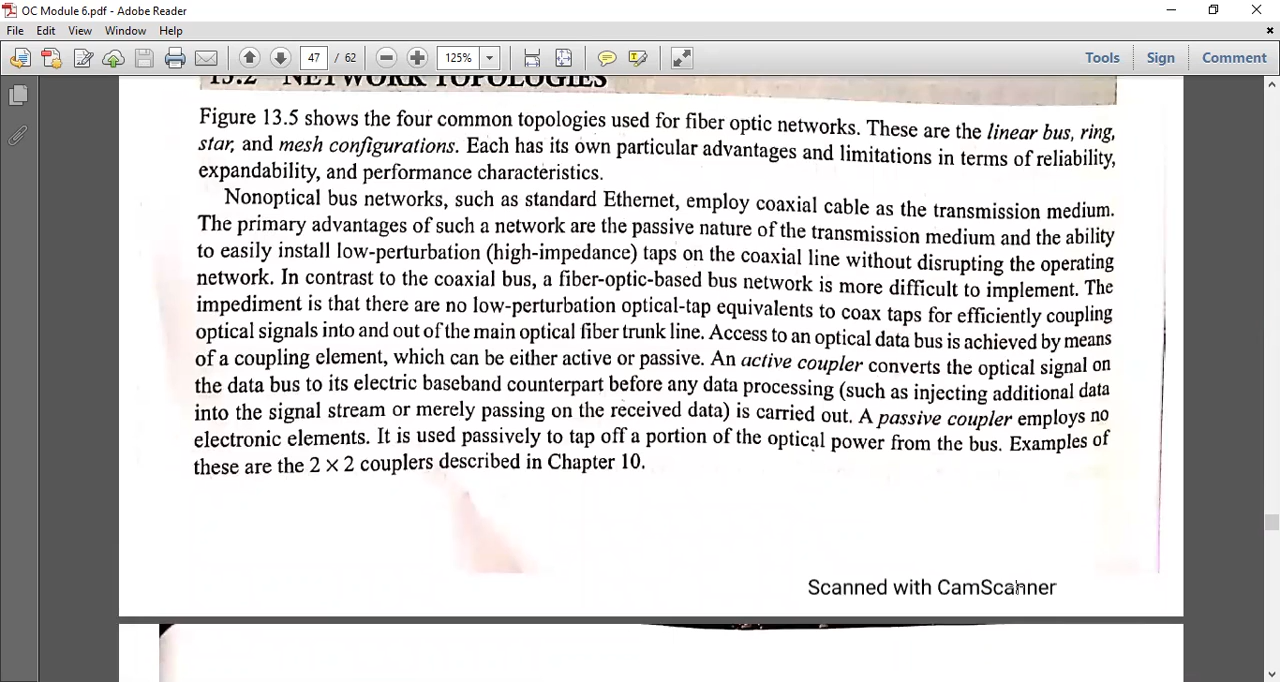 OC Module 6.pdf - Adobe Reader
File Edit View Window Help
47 / 62 125% Tools Sign Comment
13.2 NETWORK TOPOLOGIES
Figure 13.5 shows the four common topologies used for fiber optic networks. These are the linear bus, ring,
star, and mesh configurations. Each has its own particular advantages and limitations in terms of reliability,
expandability, and performance characteristics.
Nonoptical bus networks, such as standard Ethernet, employ coaxial cable as the transmission medium.
The primary advantages of such a network are the passive nature of the transmission medium and the ability
to easily install low-perturbation (high-impedance) taps on the coaxial line without disrupting the operating
network. In contrast to the coaxial bus, a fiber-optic-based bus network is more difficult to implement. The
impediment is that there are no low-perturbation optical-tap equivalents to coax taps for efficiently coupling
optical signals into and out of the main optical fiber trunk line. Access to an optical data bus is achieved by means
of a coupling element, which can be either active or passive. An active coupler converts the optical signal on
the data bus to its electric baseband counterpart before any data processing (such as injecting additional data
into the signal stream or merely passing on the received data) is carried out. A passive coupler employs no
electronic elements. It is used passively to tap off a portion of the optical power from the bus. Examples of
these are the 2 × 2 couplers described in Chapter 10.
Scanned with CamScanner